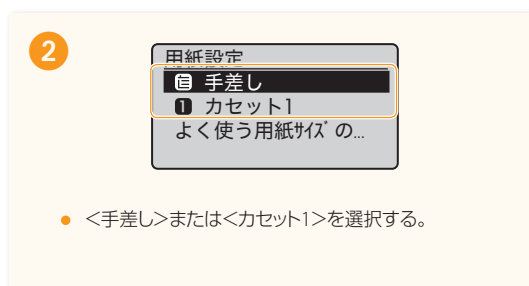 2
用紙設定
手差し
1 カセット1
よく使う用紙ｻｲｽﾞの...
● <手差し>または<カセット1>を選択する。